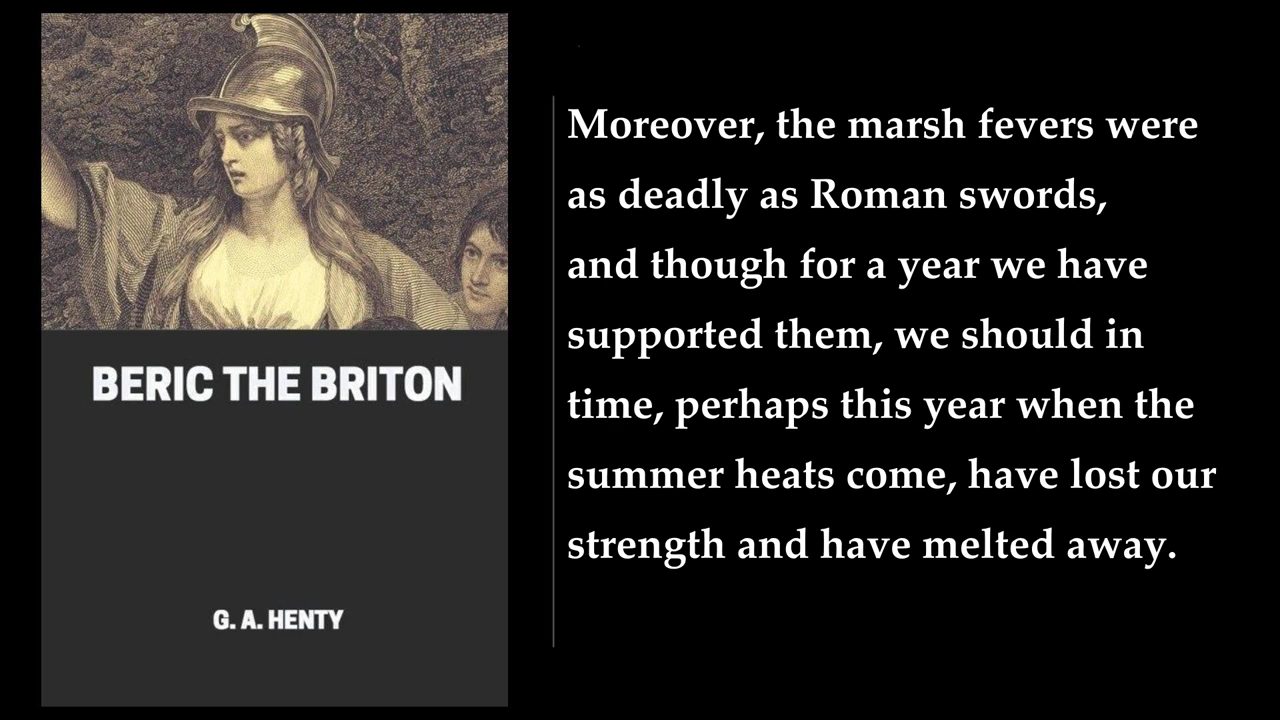 BERIC THE BRITON
G. A. HENTY
Moreover, the marsh fevers were
as deadly as Roman swords,
and though for a year we have
supported them, we should in
time, perhaps this year when the
summer heats come, have lost our
strength and have melted away.